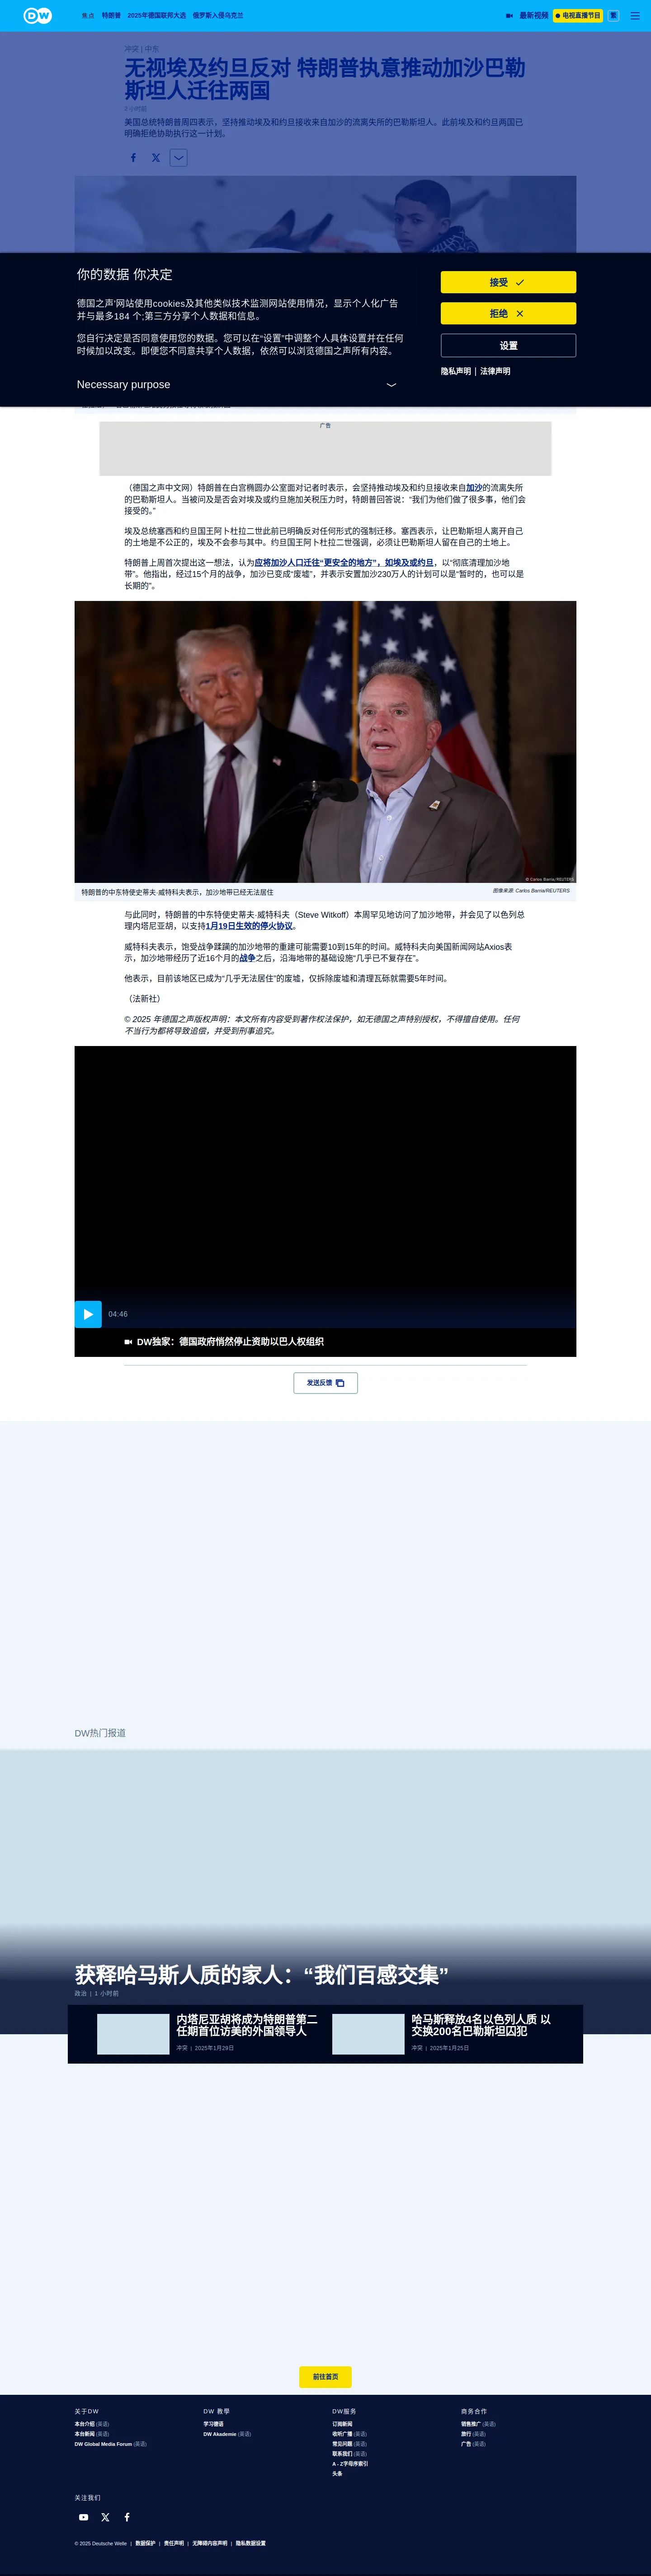 DW
焦点 特朗普 2025年德国联邦大选 俄罗斯入侵乌克兰
最新视频 电视直播节目 繁
冲突 | 中东
无视埃及约旦反对 特朗普执意推动加沙巴勒
斯坦人迁往两国
2 小时前
美国总统特朗普周四表示，坚持推动埃及和约旦接收来自加沙的流离失所的巴勒斯坦人。此前埃及和约旦两国已
明确拒绝协助执行这一计划。
你的数据 你决定
德国之声'网站使用cookies及其他类似技术监测网站使用情况，显示个人化广告
并与最多184 个;第三方分享个人数据和信息。
您自行决定是否同意使用您的数据。您可以在“设置”中调整个人具体设置并在任何
时候加以改变。即便您不同意共享个人数据，依然可以浏览德国之声所有内容。
Necessary purpose
接受
拒绝
设置
隐私声明 | 法律声明
广告
（德国之声中文网）特朗普在白宫椭圆办公室面对记者时表示，会坚持推动埃及和约旦接收来自加沙的流离失所
的巴勒斯坦人。当被问及是否会对埃及或约旦施加关税压力时，特朗普回答说：“我们为他们做了很多事，他们会
接受的。”
埃及总统塞西和约旦国王阿卜杜拉二世此前已明确反对任何形式的强制迁移。塞西表示，让巴勒斯坦人离开自己
的土地是不公正的，埃及不会参与其中。约旦国王阿卜杜拉二世强调，必须让巴勒斯坦人留在自己的土地上。
特朗普上周首次提出这一想法，认为应将加沙人口迁往“更安全的地方”，如埃及或约旦，以“彻底清理加沙地
带”。他指出，经过15个月的战争，加沙已变成“废墟”，并表示安置加沙230万人的计划可以是“暂时的，也可以是
长期的”。
© Carlos Barria/REUTERS
特朗普的中东特使史蒂夫·威特科夫表示，加沙地带已经无法居住
图像来源: Carlos Barria/REUTERS
与此同时，特朗普的中东特使史蒂夫·威特科夫（Steve Witkoff）本周罕见地访问了加沙地带，并会见了以色列总
理内塔尼亚胡，以支持1月19日生效的停火协议。
威特科夫表示，饱受战争蹂躏的加沙地带的重建可能需要10到15年的时间。威特科夫向美国新闻网站Axios表
示，加沙地带经历了近16个月的战争之后，沿海地带的基础设施“几乎已不复存在”。
他表示，目前该地区已成为“几乎无法居住”的废墟，仅拆除废墟和清理瓦砾就需要5年时间。
（法新社）
© 2025 年德国之声版权声明：本文所有内容受到著作权法保护，如无德国之声特别授权，不得擅自使用。任何
不当行为都将导致追偿，并受到刑事追究。
04:46
DW独家：德国政府悄然停止资助以巴人权组织
发送反馈
DW热门报道
获释哈马斯人质的家人：“我们百感交集”
政治 | 1 小时前
内塔尼亚胡将成为特朗普第二
任期首位访美的外国领导人
冲突 | 2025年1月29日
哈马斯释放4名以色列人质 以
交换200名巴勒斯坦囚犯
冲突 | 2025年1月25日
前往首页
关于DW
本台介绍 (英语)
本台新闻 (英语)
DW Global Media Forum (英语)
DW 教學
学习德语
DW Akademie (英语)
DW服务
订阅新闻
收听广播 (英语)
常见问题 (英语)
联系我们 (英语)
A - Z字母序索引
头条
商务合作
销售推广 (英语)
旅行 (英语)
广告 (英语)
关注我们
© 2025 Deutsche Welle | 数据保护 | 责任声明 | 无障碍内容声明 | 隐私数据设置